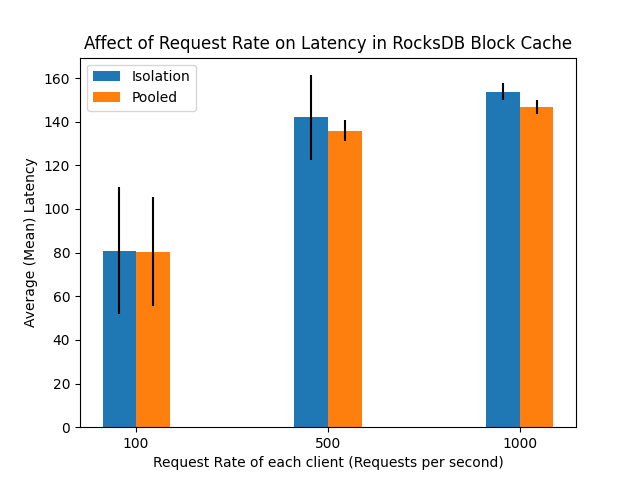 Affect of Request Rate on Latency in RocksDB Block Cache
Isolation
Pooled
Average (Mean) Latency
160
140
120
100
80
60
40
20
0
100
500
1000
Request Rate of each client (Requests per second)